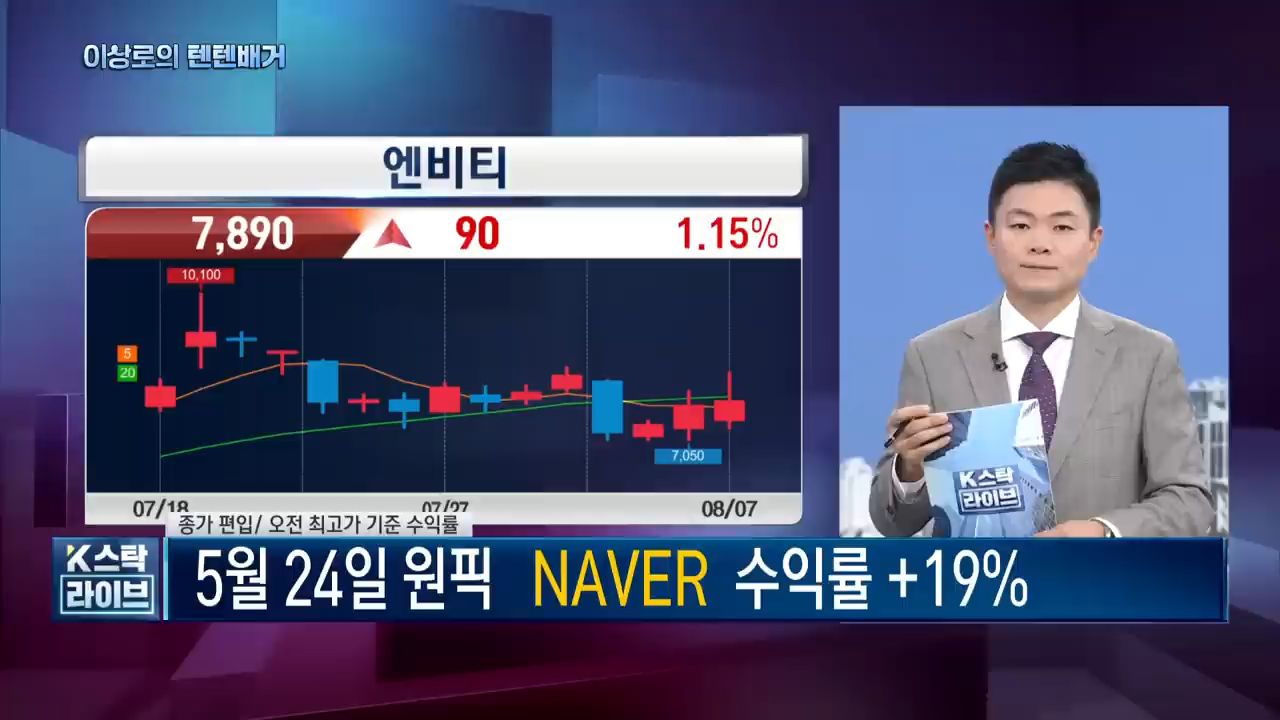 이상로의 텐텐배거
엔비티
7,890 ▲ 90 1.15%
10,100
5
20
7,050
07/18 07/27 08/07
종가 편입/ 오전 최고가 기준 수익률
K스탁
라이브
5월 24일 원픽 NAVER 수익률 +19%
K스탁
라이브